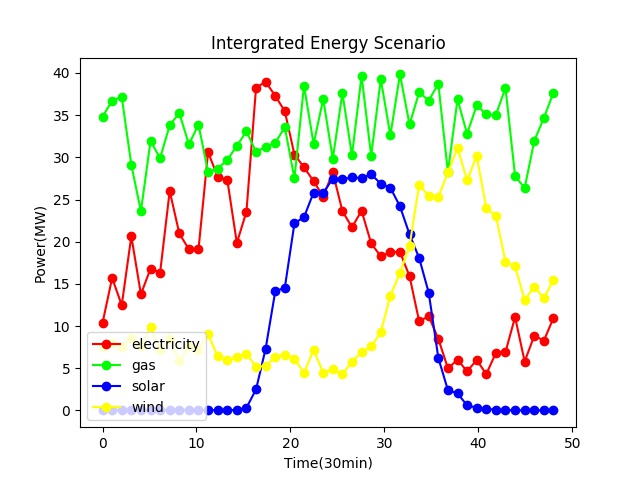 Intergrated Energy Scenario
Power(MW)
40
35
30
25
20
15
10
5
0
electricity
gas
solar
wind
0 10 20 30 40 50
Time(30min)